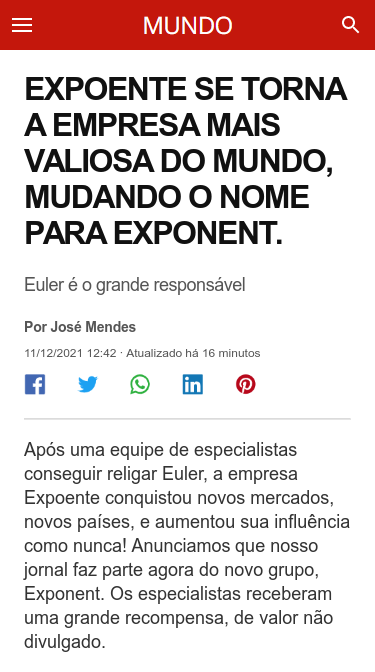 MUNDO
EXPOENTE SE TORNA
A EMPRESA MAIS
VALIOSA DO MUNDO,
MUDANDO O NOME
PARA EXPONENT.
Euler é o grande responsável
Por José Mendes
11/12/2021 12:42 · Atualizado há 16 minutos
Após uma equipe de especialistas
conseguir religar Euler, a empresa
Expoente conquistou novos mercados,
novos países, e aumentou sua influência
como nunca! Anunciamos que nosso
jornal faz parte agora do novo grupo,
Exponent. Os especialistas receberam
uma grande recompensa, de valor não
divulgado.